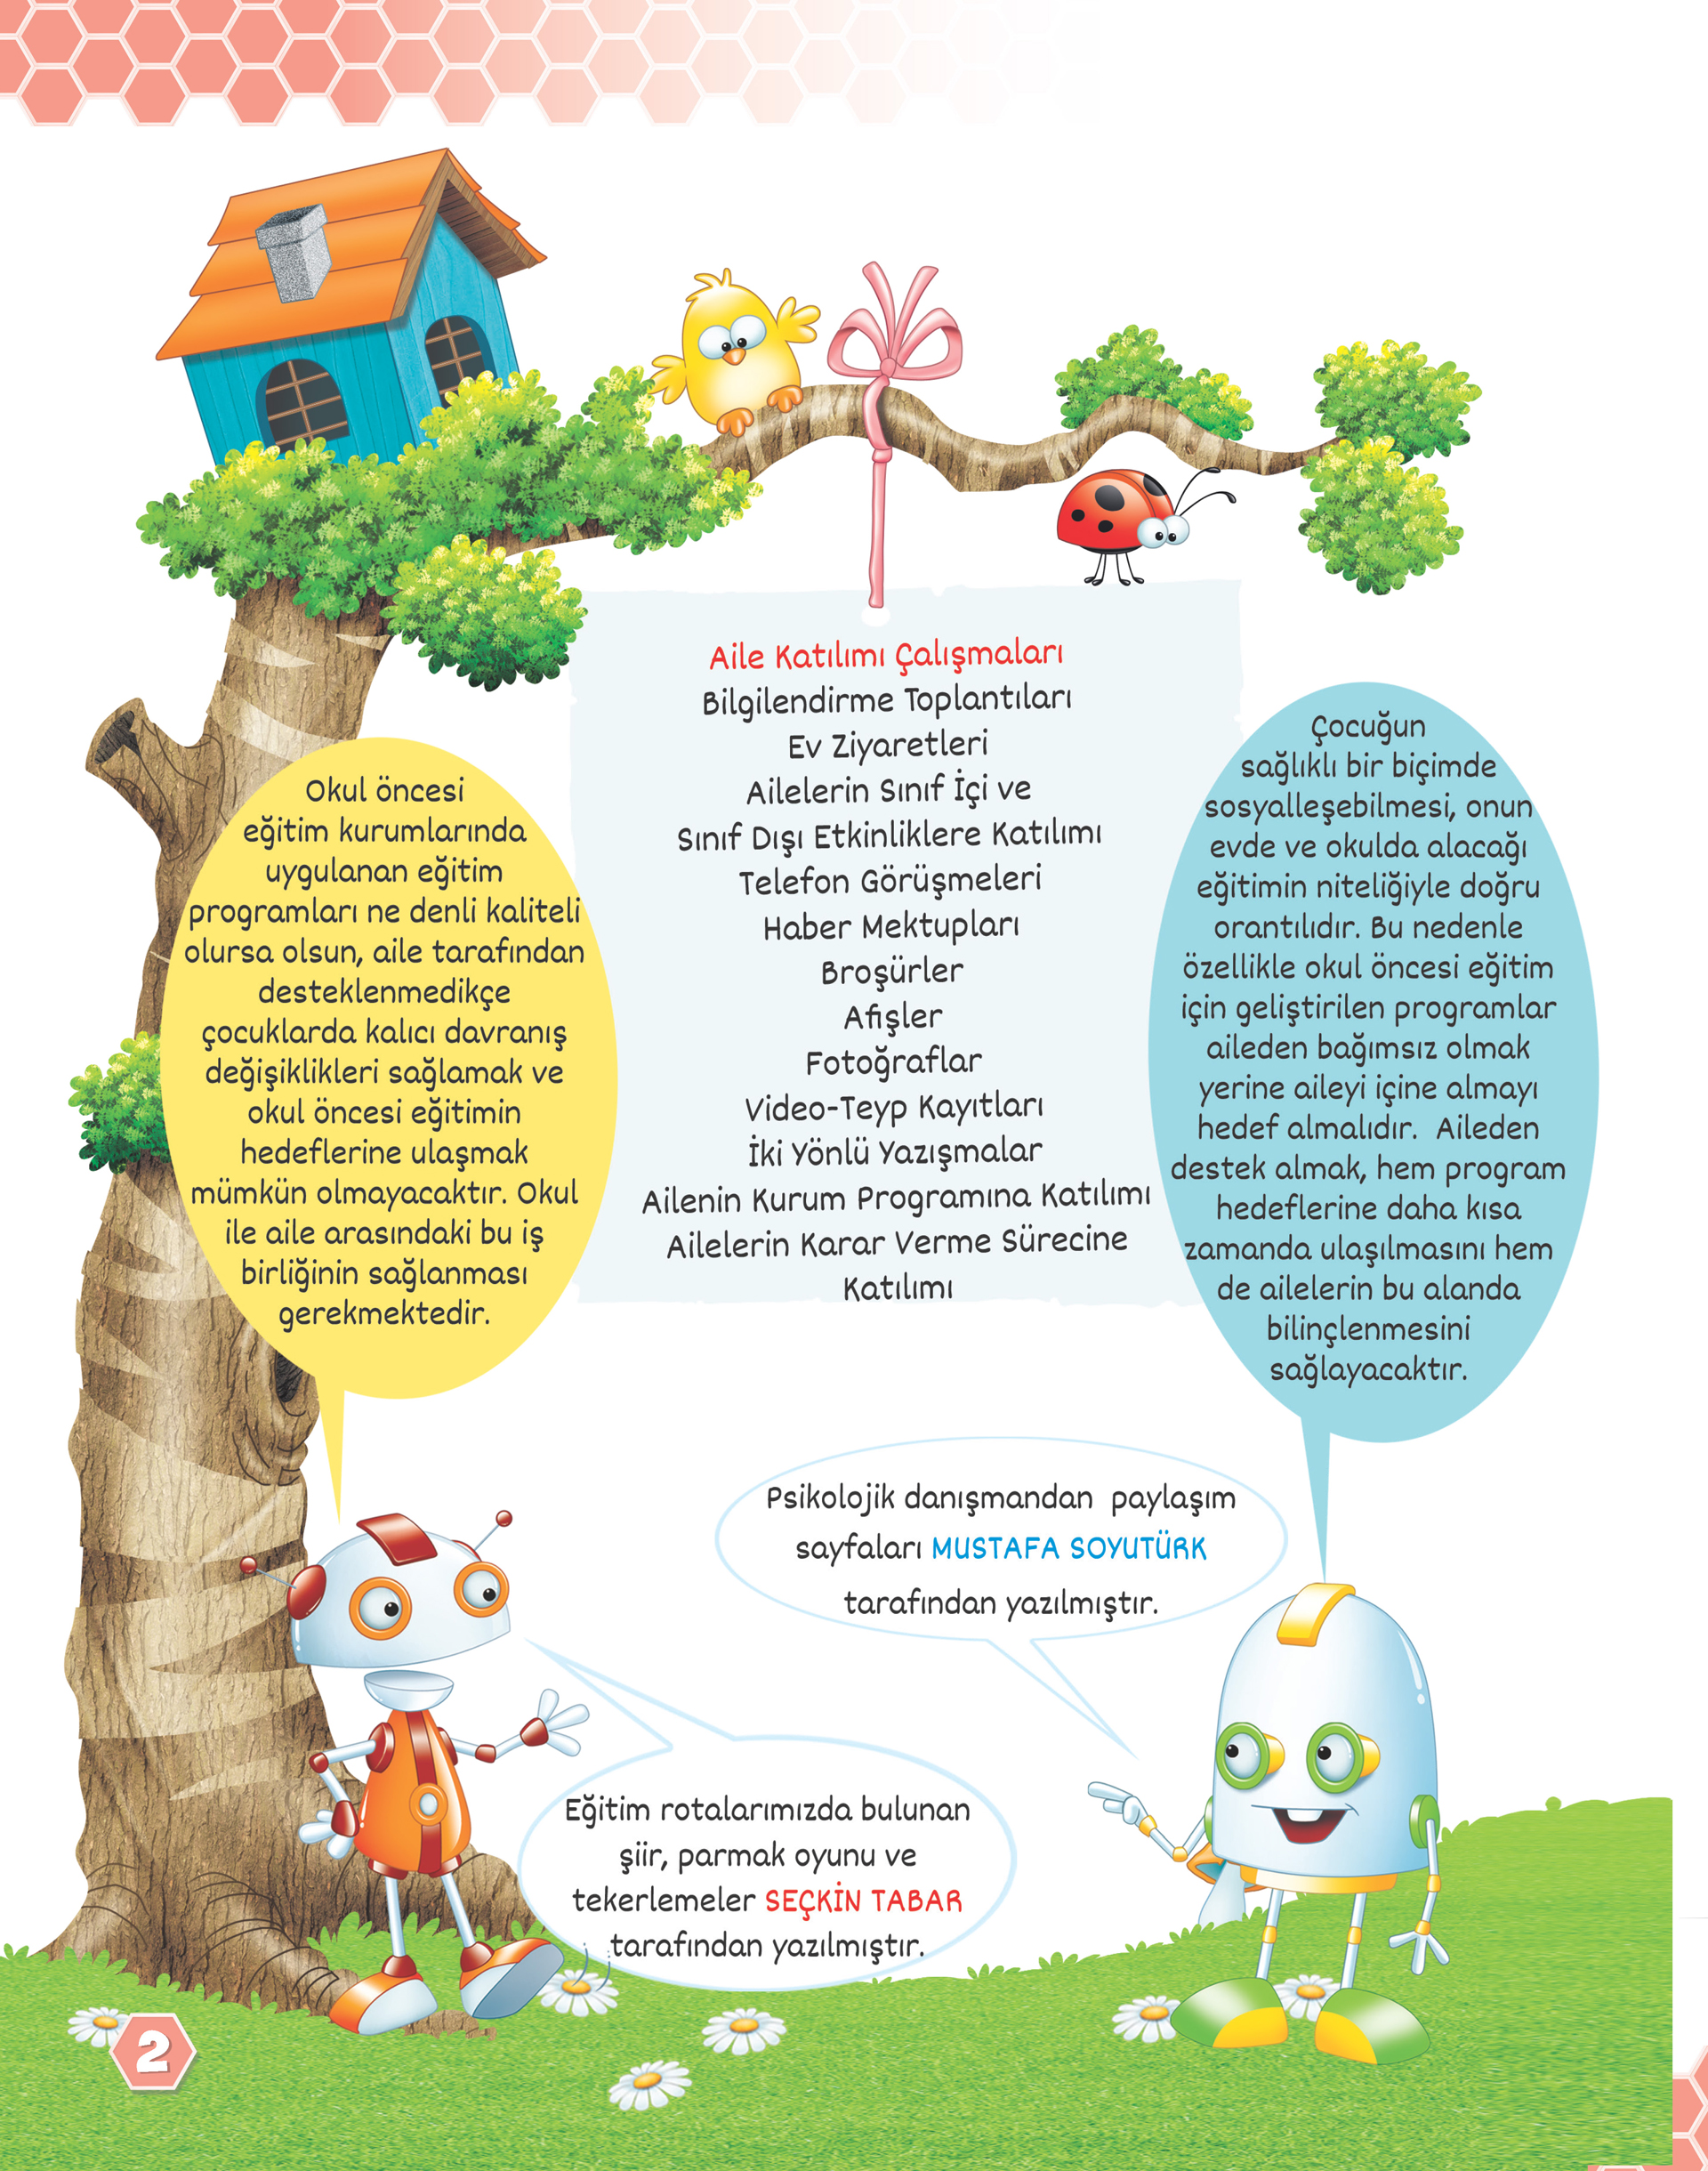 Aile Katılımı Çalışmaları
Bilgilendirme Toplantıları
Ev Ziyaretleri
Ailelerin Sınıf İçi ve
Sınıf Dışı Etkinliklere Katılımı
Telefon Görüşmeleri
Haber Mektupları
Broşürler
Afişler
Fotoğraflar
Video-Teyp Kayıtları
İki Yönlü Yazışmalar
Ailenin Kurum Programına Katılımı
Ailelerin Karar Verme Sürecine
Katılımı
Okul öncesi
eğitim kurumlarında
uygulanan eğitim
programları ne denli kaliteli
olursa olsun, aile tarafından
desteklenmedikçe
çocuklarda kalıcı davranış
değişiklikleri sağlamak ve
okul öncesi eğitimin
hedeflerine ulaşmak
mümkün olmayacaktır. Okul
ile aile arasındaki bu iş
birliğinin sağlanması
gerekmektedir.
Çocuğun
sağlıklı bir biçimde
sosyalleşebilmesi, onun
evde ve okulda alacağı
eğitimin niteliğiyle doğru
orantılıdır. Bu nedenle
özellikle okul öncesi eğitim
için geliştirilen programlar
aileden bağımsız olmak
yerine aileyi içine almayı
hedef almalıdır. Aileden
destek almak, hem program
hedeflerine daha kısa
zamanda ulaşılmasını hem
de ailelerin bu alanda
bilinçlenmesini
sağlayacaktır.
Psikolojik danışmandan paylaşım
sayfaları MUSTAFA SOYUTÜRK
tarafından yazılmıştır.
Eğitim rotalarımızda bulunan
şiir, parmak oyunu ve
tekerlemeler SEÇKİN TABAR
tarafından yazılmıştır.
2